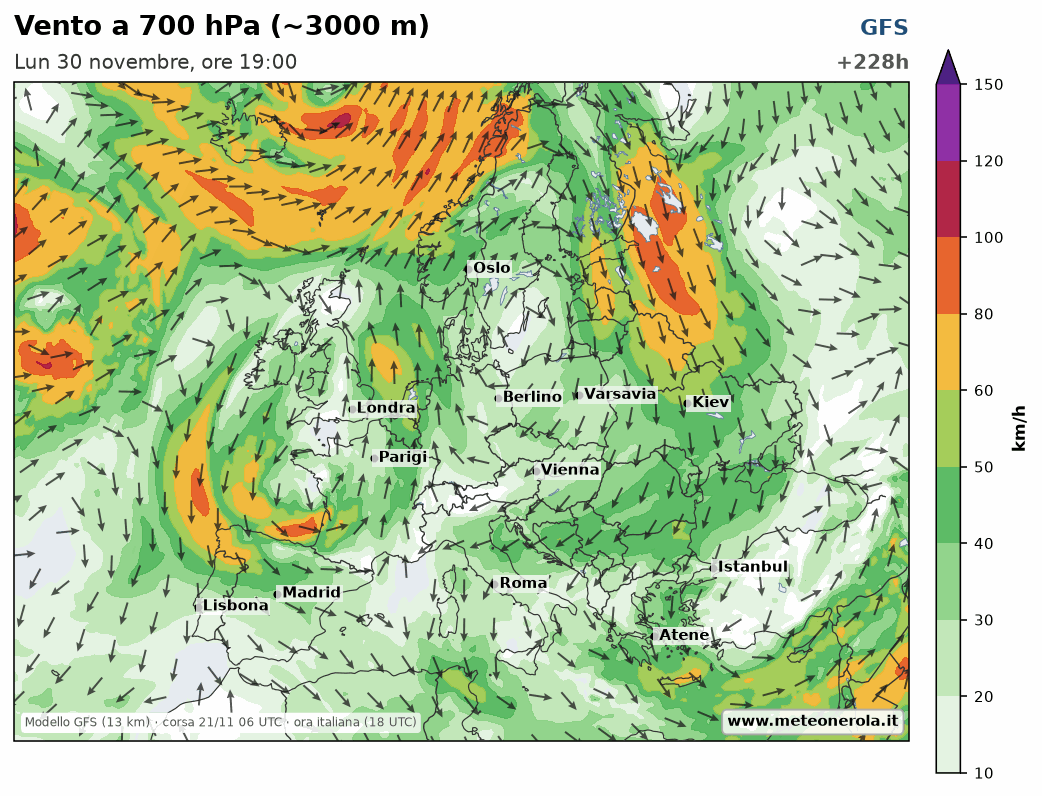 Vento a 700 hPa (~3000 m)
GFS
Lun 30 novembre, ore 19:00
+228h
150
120
100
80
60
50
40
30
20
10
km/h
Oslo
Berlino
Varsavia
Kiev
Londra
Parigi
Vienna
Istanbul
Roma
Madrid
Lisbona
Atene
Modello GFS (13 km) · corsa 21/11 06 UTC · ora italiana (18 UTC)
www.meteonerola.it